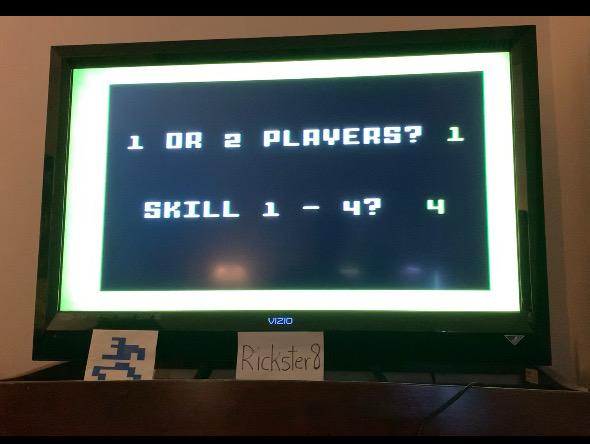 1 OR 2 PLAYERS? 1
SKILL 1 - 4? 4
VIZIO
Rickster8